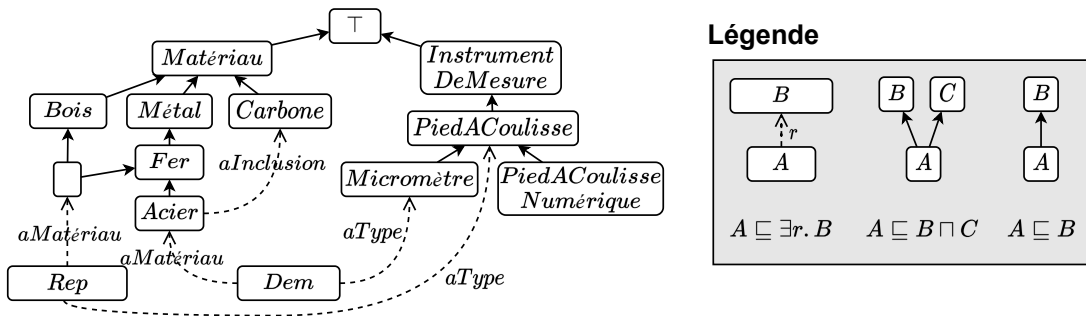 ⊤
Matériau
Instrument
DeMesure
Bois
Métal
Carbone
PiedACoulisse
aInclusion
Fer
Micromètre
PiedACoulisse
Numérique
Acier
aMatériau
aMatériau
aType
Rep
Dem
aType
Légende
B
r
A
B
C
A
B
A
A ⊑ ∃r. B
A ⊑ B ⊓ C
A ⊑ B